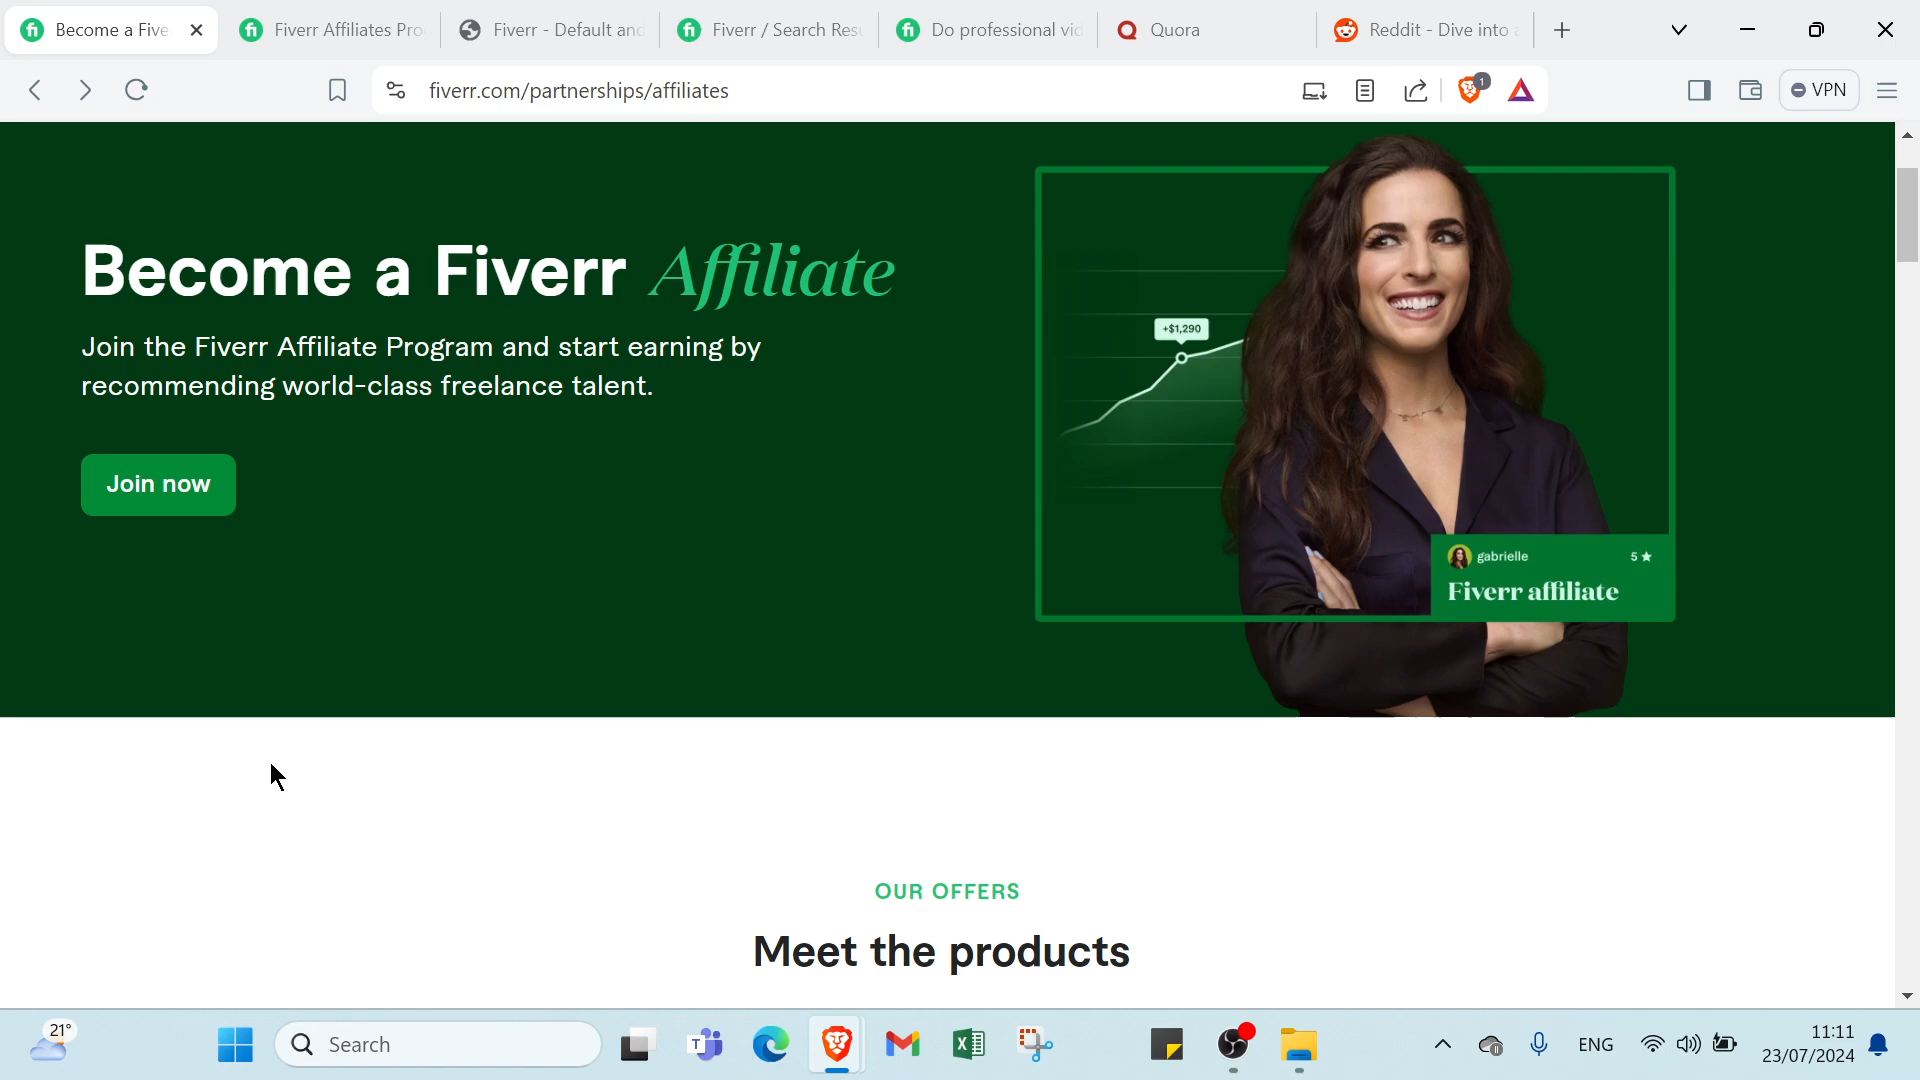 Become a Five
Fiverr Affiliates Pro
Fiverr - Default and
Fiverr / Search Res
Do professional vid
Quora
Reddit - Dive into a
fiverr.com/partnerships/affiliates
1
VPN
Become a Fiverr Affiliate
Join the Fiverr Affiliate Program and start earning by
recommending world-class freelance talent.
Join now
+$1,290
gabrielle
5 ★
Fiverr affiliate
OUR OFFERS
Meet the products
21°
Search
ENG
11:11
23/07/2024